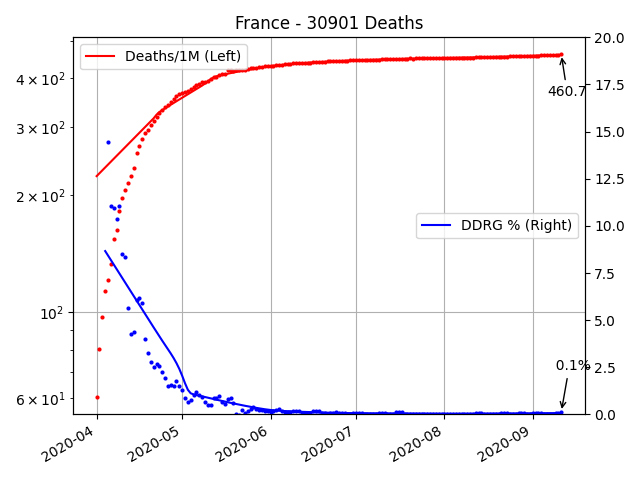 France - 30901 Deaths
Deaths/1M (Left)
DDRG % (Right)
460.7
0.1%
4 × 10²
3 × 10²
2 × 10²
10²
6 × 10¹
20.0
17.5
15.0
12.5
10.0
7.5
5.0
2.5
0.0
2020-04
2020-05
2020-06
2020-07
2020-08
2020-09